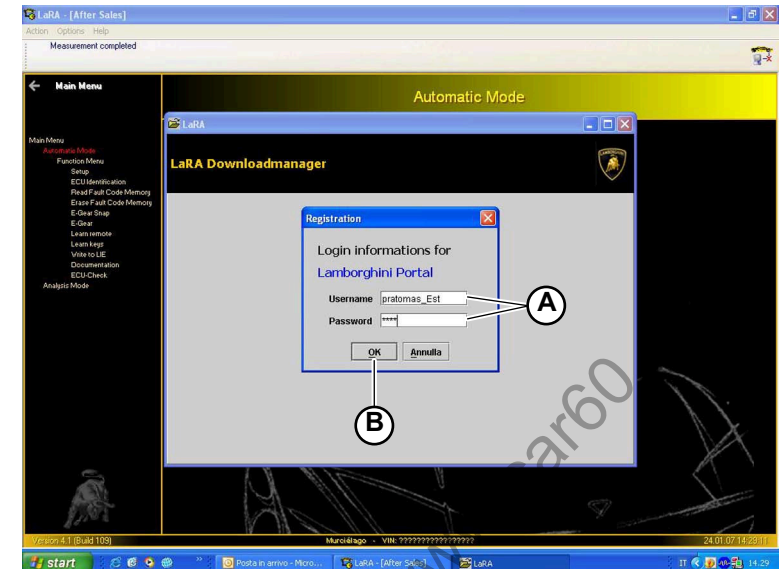 LaRA - [After Sales]
Action Options Help
Measurement completed
Main Menu
Automatic Mode
Main Menu
Automatic Mode
Function Menu
Setup
ECU Identification
Read Fault Code Memory
Erase Fault Code Memory
E-Gear Snap
E-Gear
Learn remote
Learn keys
Write to LIE
Documentation
ECU-Check
Analysis Mode
LaRA
LaRA Downloadmanager
Registration
Login informations for
Lamborghini Portal
Username pratomas_Est
Password ****
OK Annulla
A
B
Version 4.1 (Build 109) Murciélago - VIN: ?????????????????? 24.01.07 14:29:11
start Posta in arrivo - Micro... LaRA - [After Sales] LaRA IT 14.29